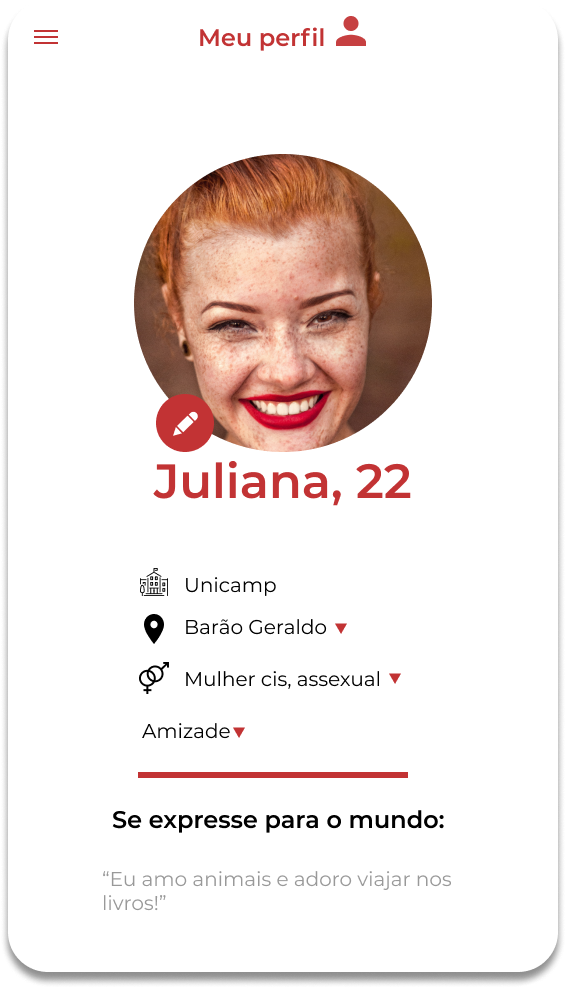 Meu perfil
Juliana, 22
Unicamp
Barão Geraldo
Mulher cis, assexual
Amizade
Se expresse para o mundo:
“Eu amo animais e adoro viajar nos
livros!”